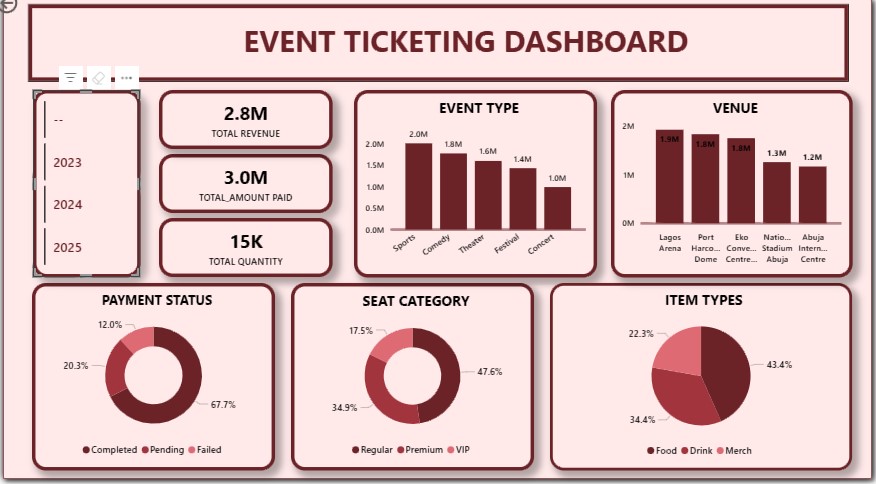 EVENT TICKETING DASHBOARD
--
2023
2024
2025
2.8M
TOTAL REVENUE
3.0M
TOTAL_AMOUNT PAID
15K
TOTAL QUANTITY
EVENT TYPE
2.0M
1.5M
1.0M
0.5M
0.0M
2.0M
1.8M
1.6M
1.4M
1.0M
Sports
Comedy
Theater
Festival
Concert
VENUE
2M
1M
0M
1.9M
1.8M
1.8M
1.3M
1.2M
Lagos
Arena
Port
Harco...
Dome
Eko
Conve...
Centre...
Natio...
Stadium
Abuja
Abuja
Intern...
Centre
PAYMENT STATUS
12.0%
20.3%
67.7%
Completed Pending Failed
SEAT CATEGORY
17.5%
47.6%
34.9%
Regular Premium VIP
ITEM TYPES
22.3%
43.4%
34.4%
Food Drink Merch